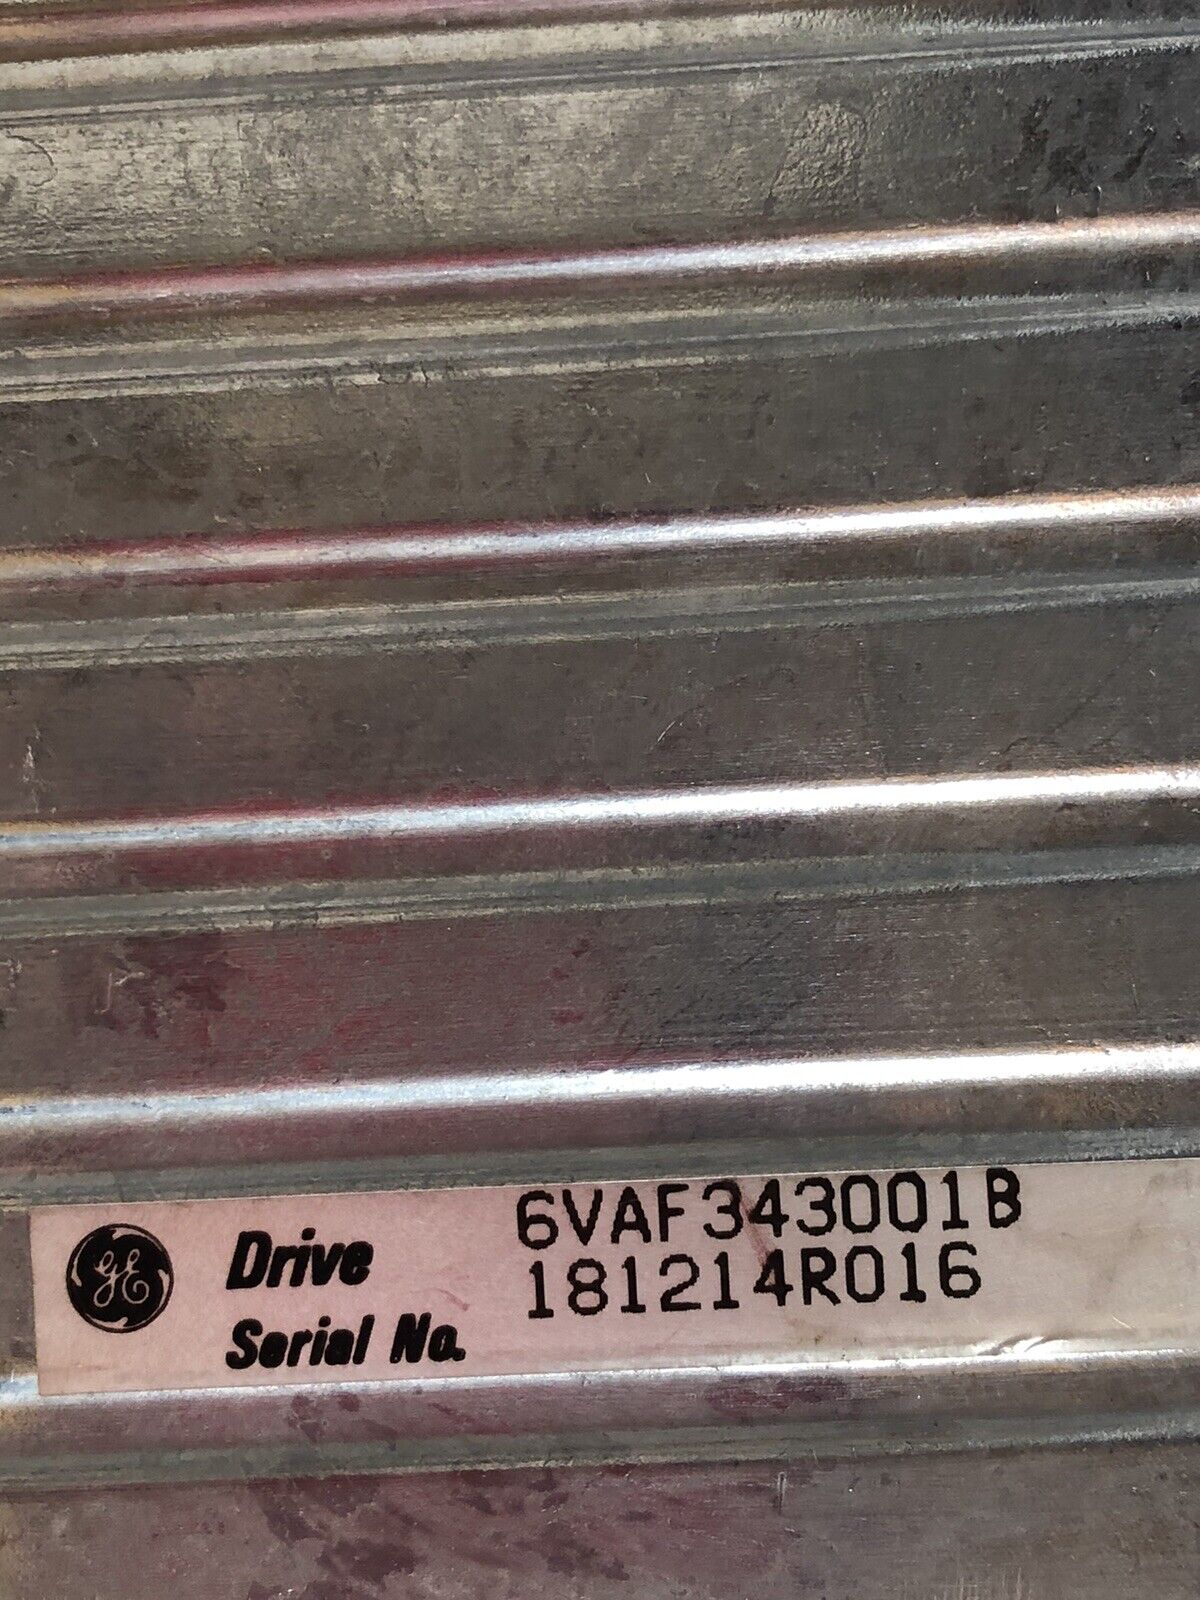 GE
Drive 6VAF343001B
Serial No. 181214R016